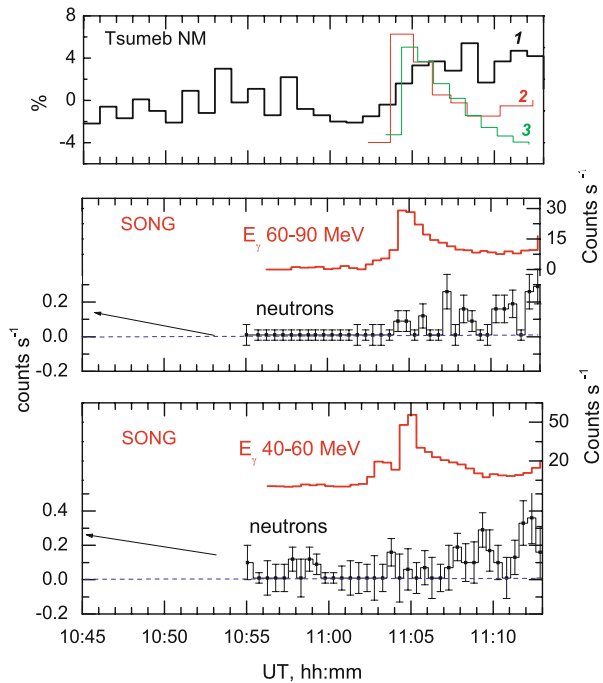 8
4
0
-4
%
Tsumeb NM
1
2
3
SONG
Eγ 60-90 MeV
30
15
0
Counts s⁻¹
neutrons
0.2
0.0
-0.2
counts s⁻¹
SONG
Eγ 40-60 MeV
50
20
Counts s⁻¹
neutrons
0.4
0.2
0.0
-0.2
10:45 10:50 10:55 11:00 11:05 11:10
UT, hh:mm